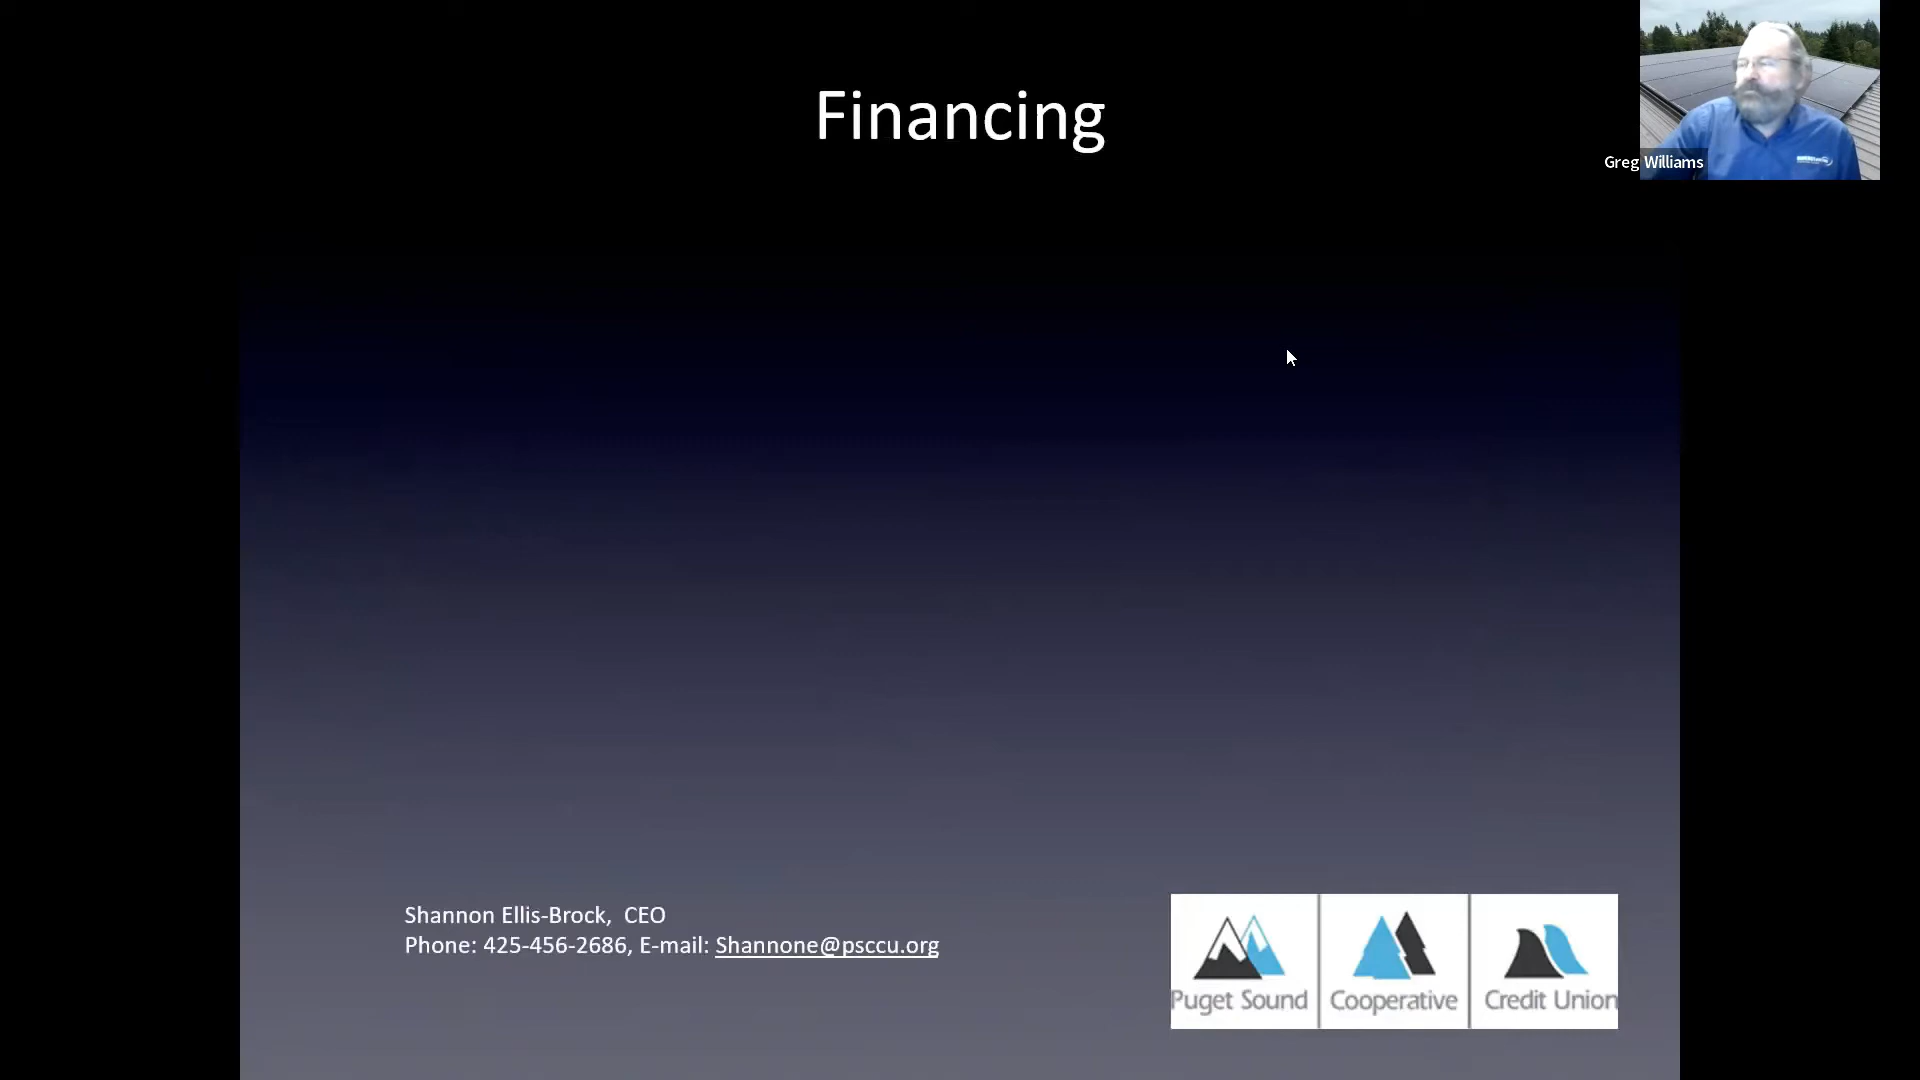 Financing
Greg Williams
Shannon Ellis-Brock, CEO
Phone: 425-456-2686, E-mail: Shannone@psccu.org
Puget Sound
Cooperative
Credit Union